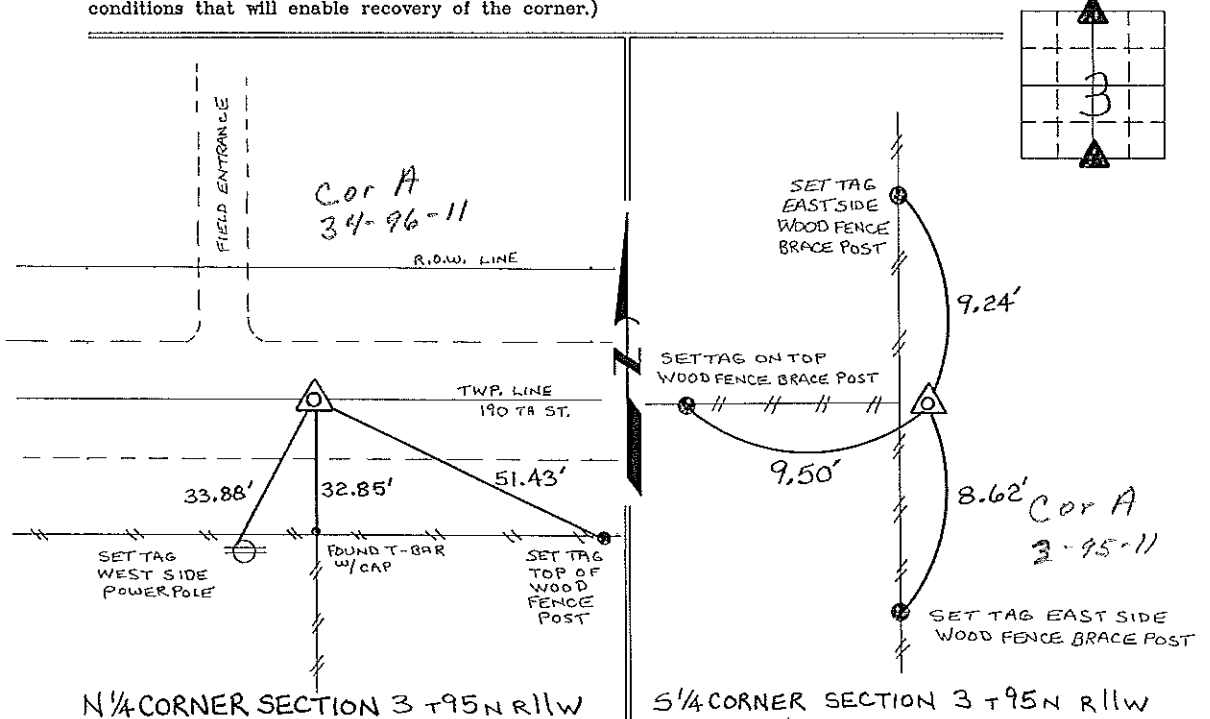 conditions that will enable recovery of the corner.)
3
FIELD ENTRANCE
Cor A
34-96-11
R.O.W. LINE
TWP. LINE
190 TH ST.
33.88'
32.85'
51.43'
SET TAG
WEST SIDE
POWERPOLE
FOUND T-BAR
W/ CAP
SET TAG
TOP OF
WOOD
FENCE
POST
N 1/4 CORNER SECTION 3 T95N R11W
N
SET TAG
EAST SIDE
WOOD FENCE
BRACE POST
9.24'
SET TAG ON TOP
WOOD FENCE BRACE POST
9.50'
8.62'
Cor A
3-95-11
SET TAG EAST SIDE
WOOD FENCE BRACE POST
S 1/4 CORNER SECTION 3 T95N R11W